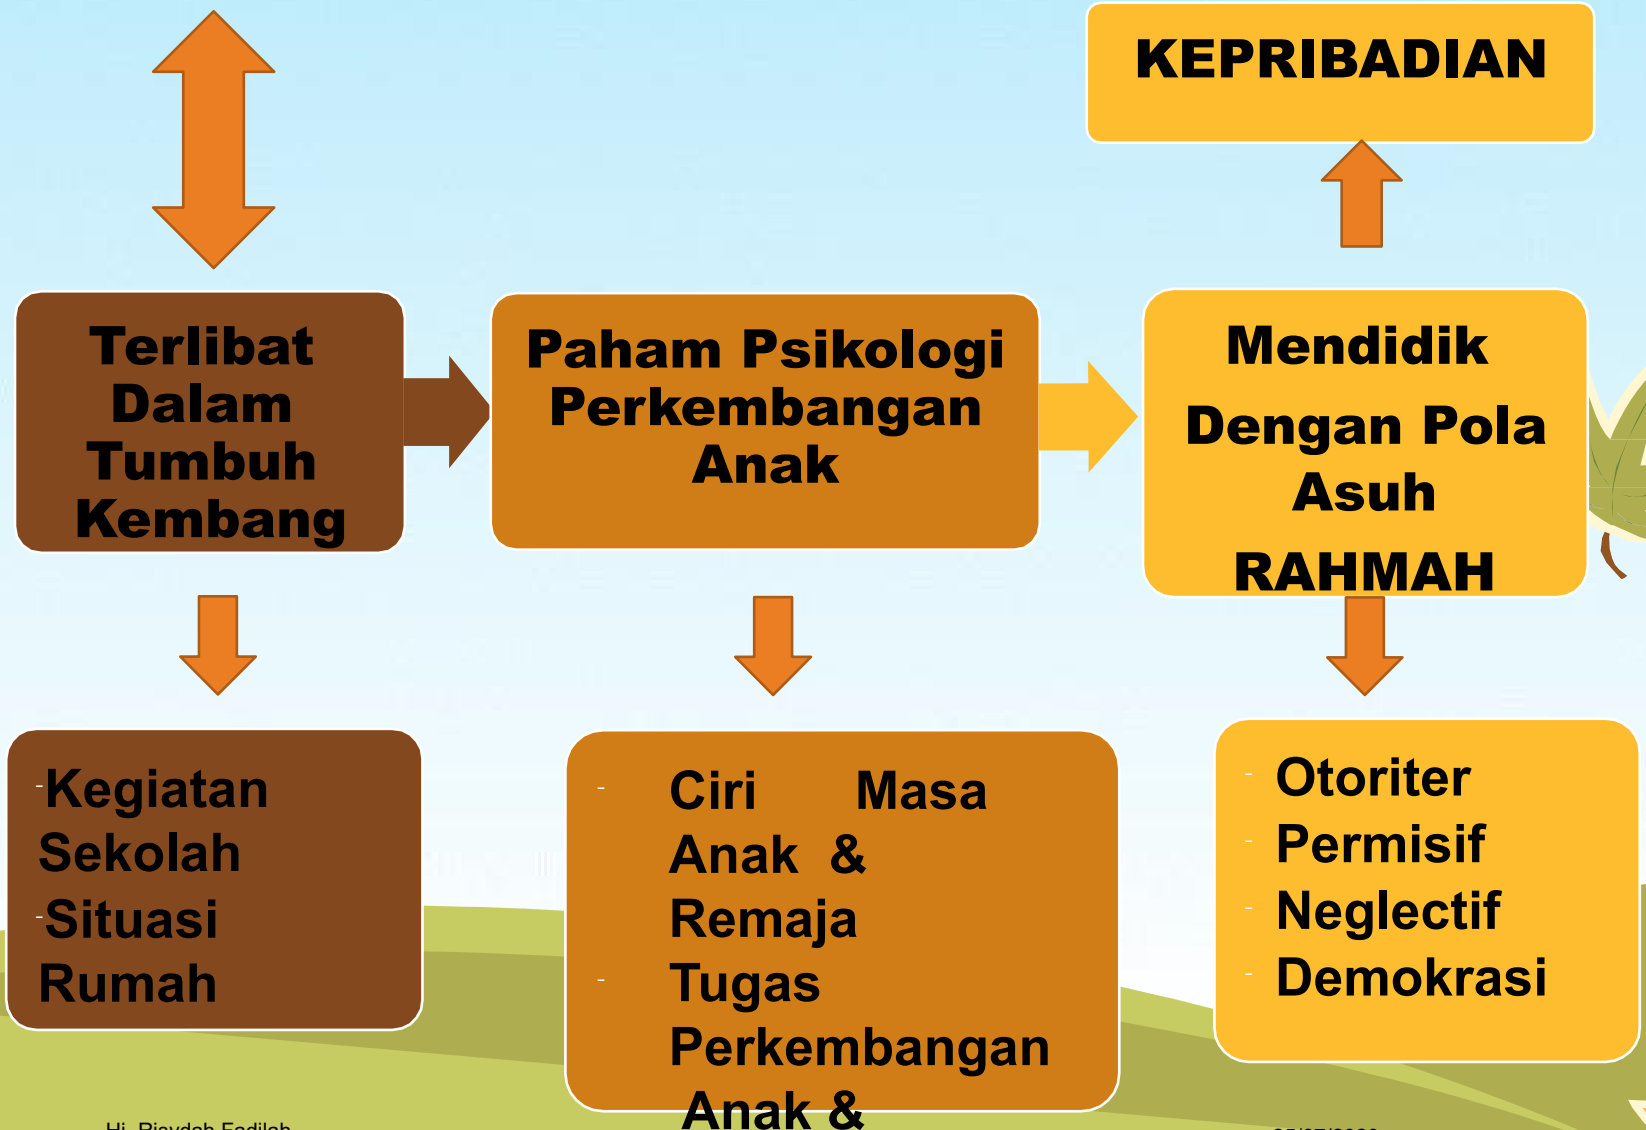 KEPRIBADIAN
Terlibat
Dalam
Tumbuh
Kembang
Paham Psikologi
Perkembangan
Anak
Mendidik
Dengan Pola
Asuh
RAHMAH
-Kegiatan
Sekolah
-Situasi
Rumah
- Ciri Masa
Anak &
Remaja
- Tugas
Perkembangan
Anak &
- Otoriter
- Permisif
- Neglectif
- Demokrasi